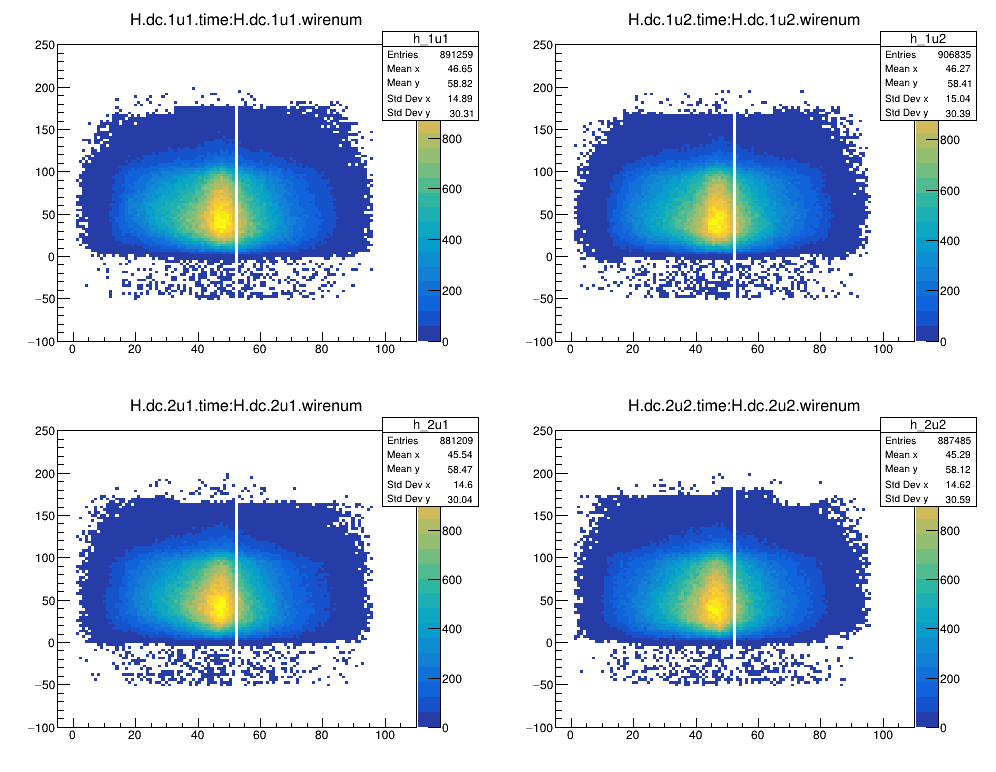 H.dc.1u1.time:H.dc.1u1.wirenum
h_1u1
Entries 891259
Mean x 46.65
Mean y 58.82
Std Dev x 14.89
Std Dev y 30.31
250
200
150
100
50
0
−50
−100
0 20 40 60 80 100
800
600
400
200
0
H.dc.1u2.time:H.dc.1u2.wirenum
h_1u2
Entries 906835
Mean x 46.27
Mean y 58.41
Std Dev x 15.04
Std Dev y 30.39
250
200
150
100
50
0
−50
−100
0 20 40 60 80 100
800
600
400
200
0
H.dc.2u1.time:H.dc.2u1.wirenum
h_2u1
Entries 881209
Mean x 45.54
Mean y 58.47
Std Dev x 14.6
Std Dev y 30.04
250
200
150
100
50
0
−50
−100
0 20 40 60 80 100
800
600
400
200
0
H.dc.2u2.time:H.dc.2u2.wirenum
h_2u2
Entries 887485
Mean x 45.29
Mean y 58.12
Std Dev x 14.62
Std Dev y 30.59
250
200
150
100
50
0
−50
−100
0 20 40 60 80 100
800
600
400
200
0